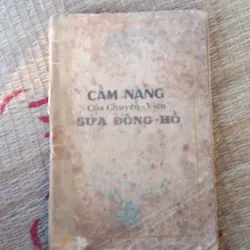 CẨM NANG
Của Chuyên-Viên
SỬA ĐỒNG-HỒ